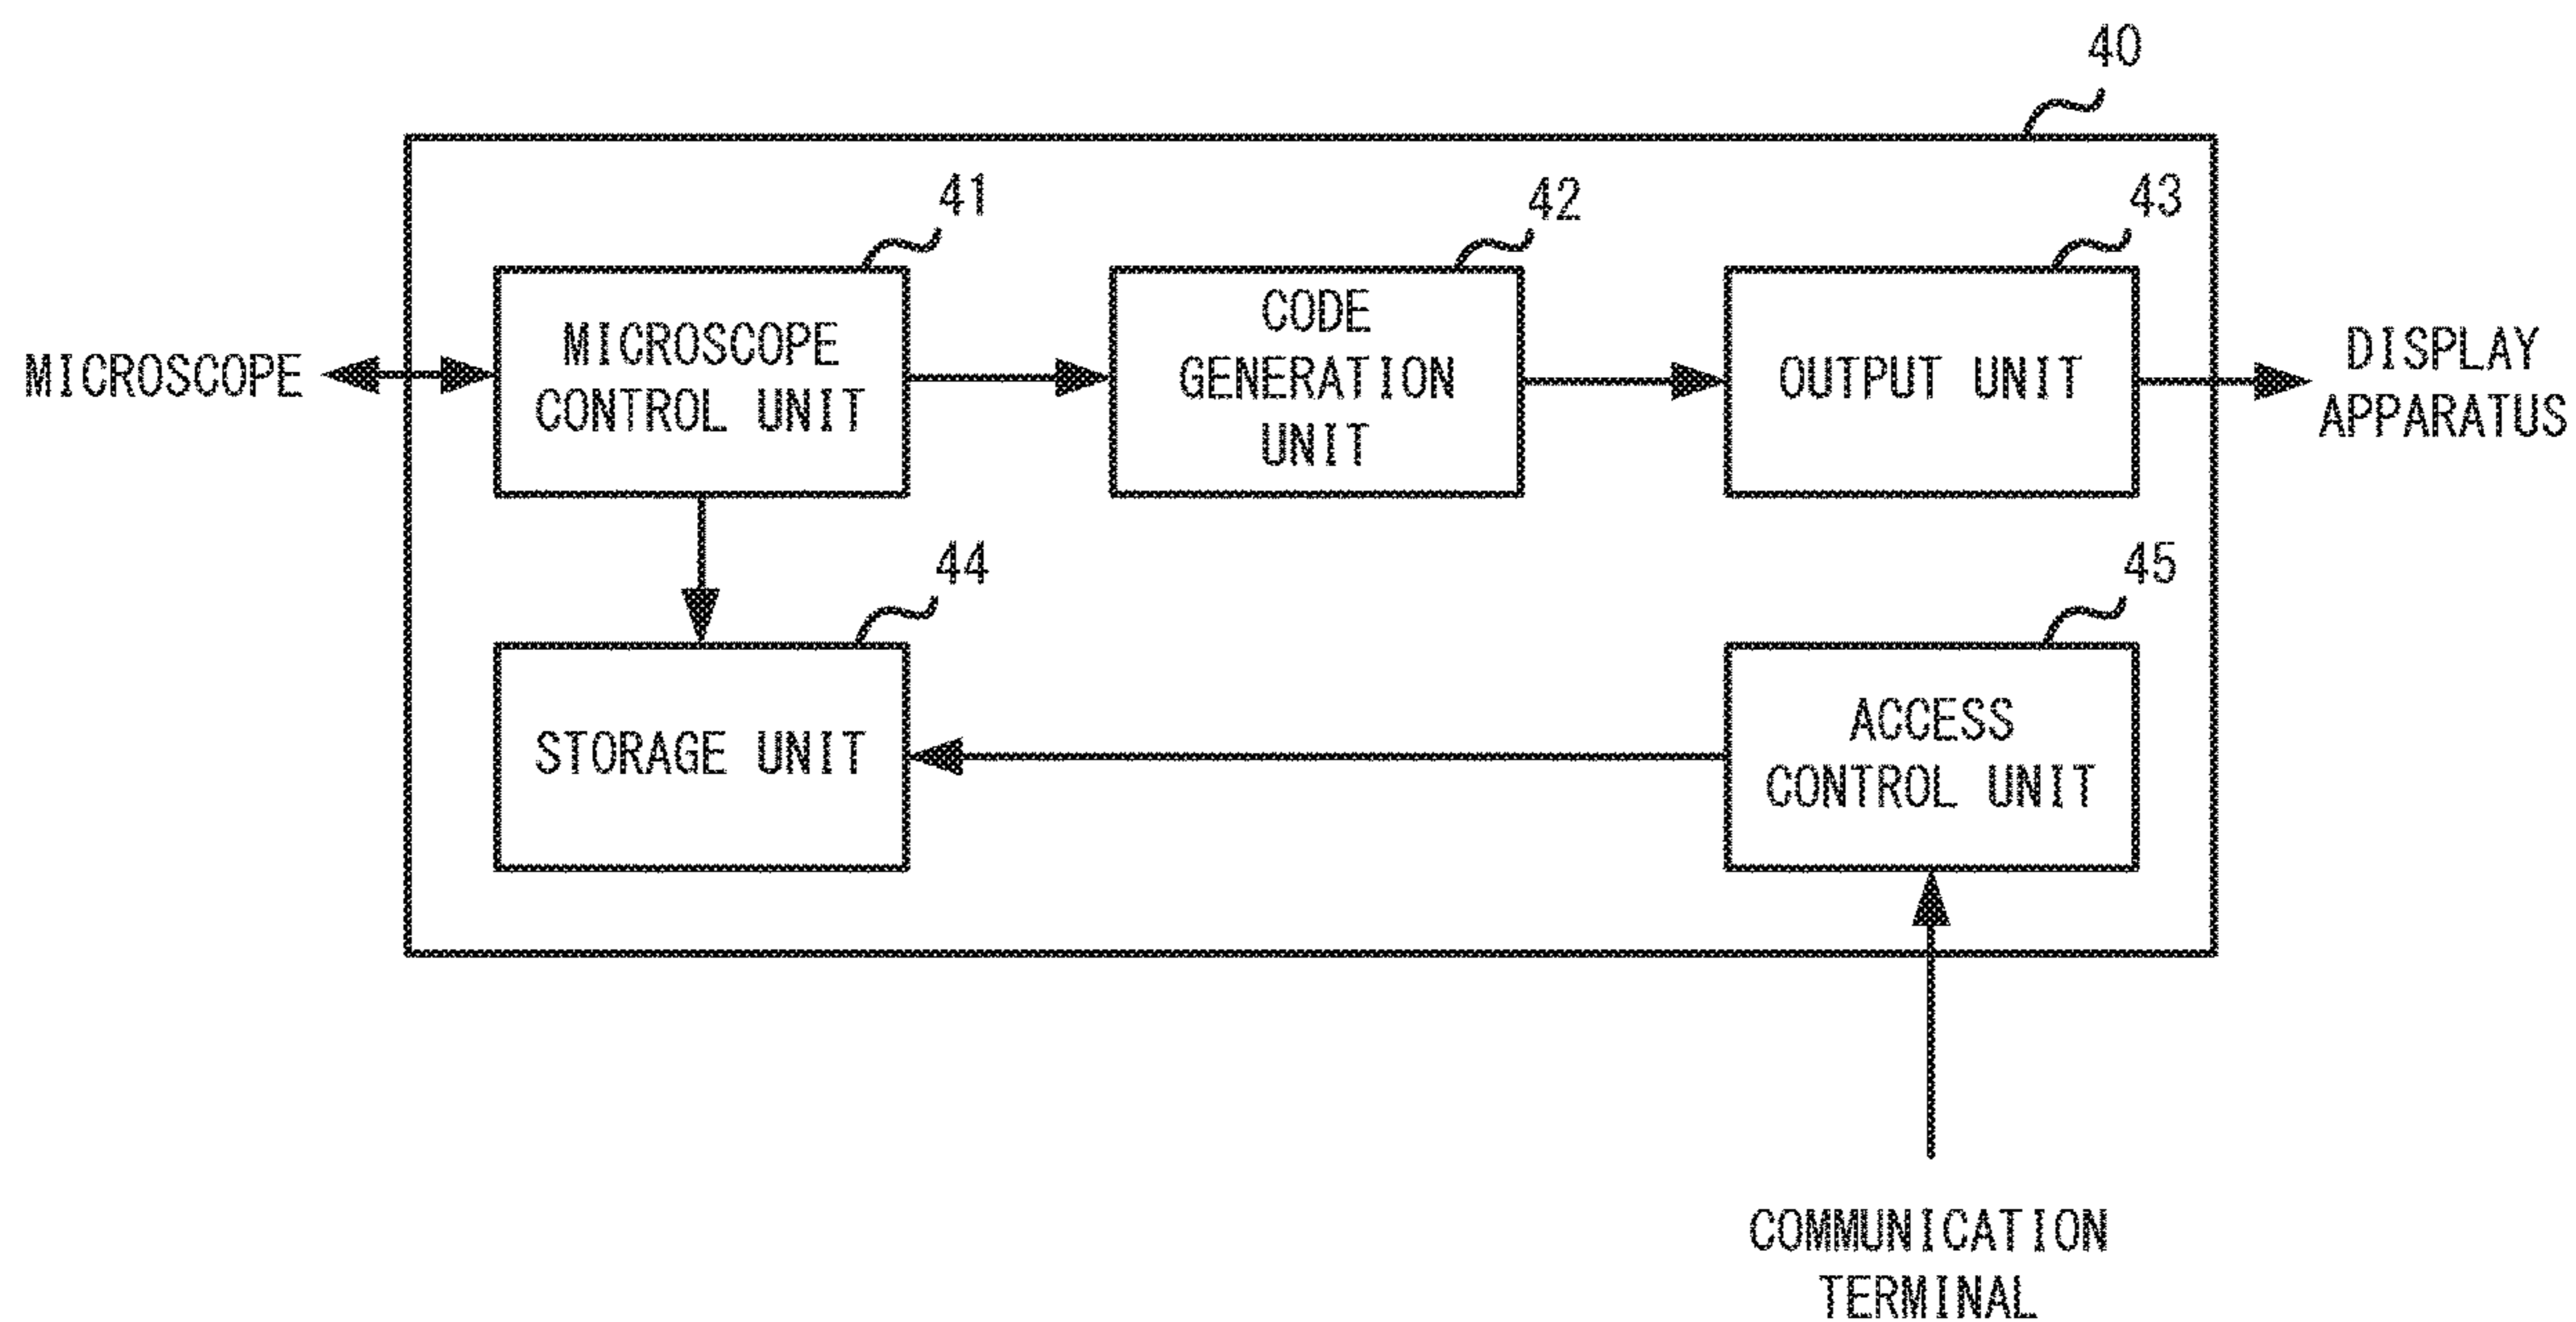 40
41
42
43
MICROSCOPE
MICROSCOPE
CONTROL UNIT
CODE
GENERATION
UNIT
OUTPUT UNIT
DISPLAY
APPARATUS
44
45
STORAGE UNIT
ACCESS
CONTROL UNIT
COMMUNICATION
TERMINAL